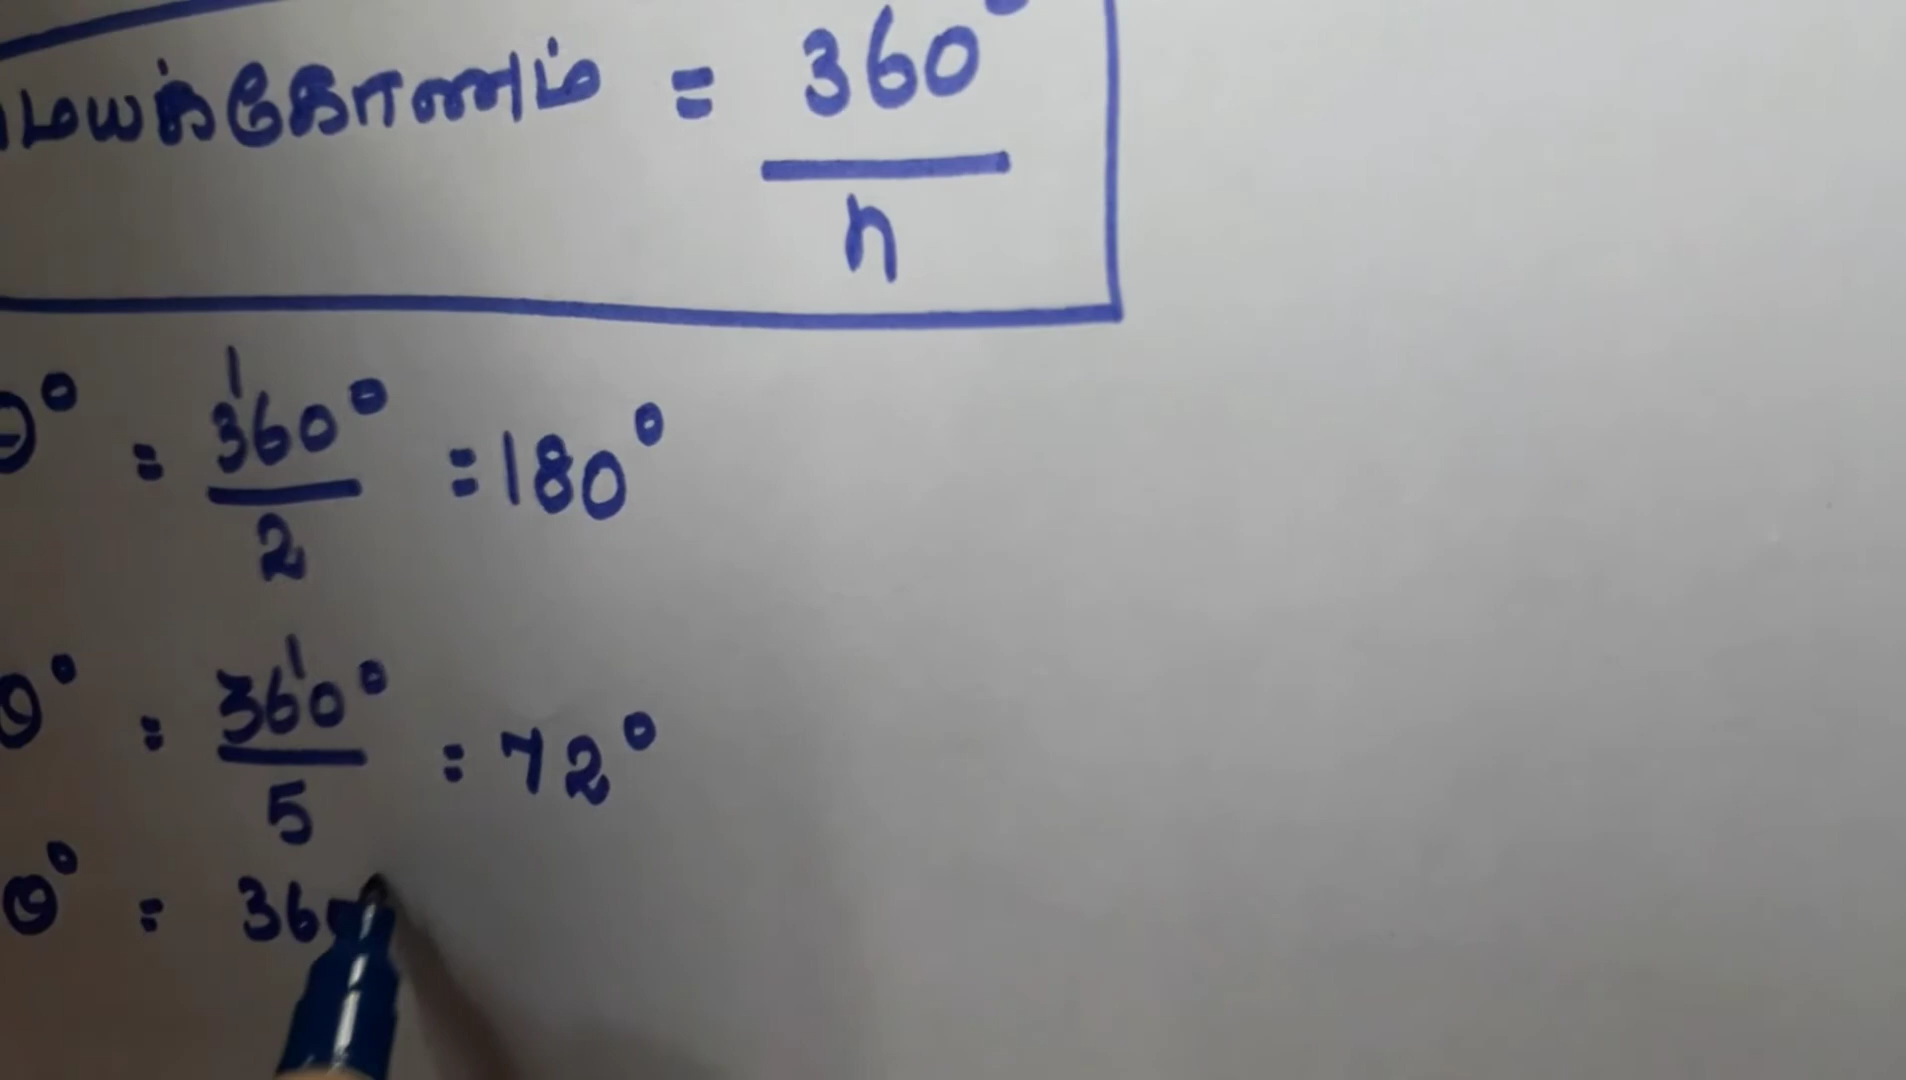 மையக்கோணம் = 360° / n
θ° = 360° / 2 = 180°
θ° = 360° / 5 = 72°
θ° = 36